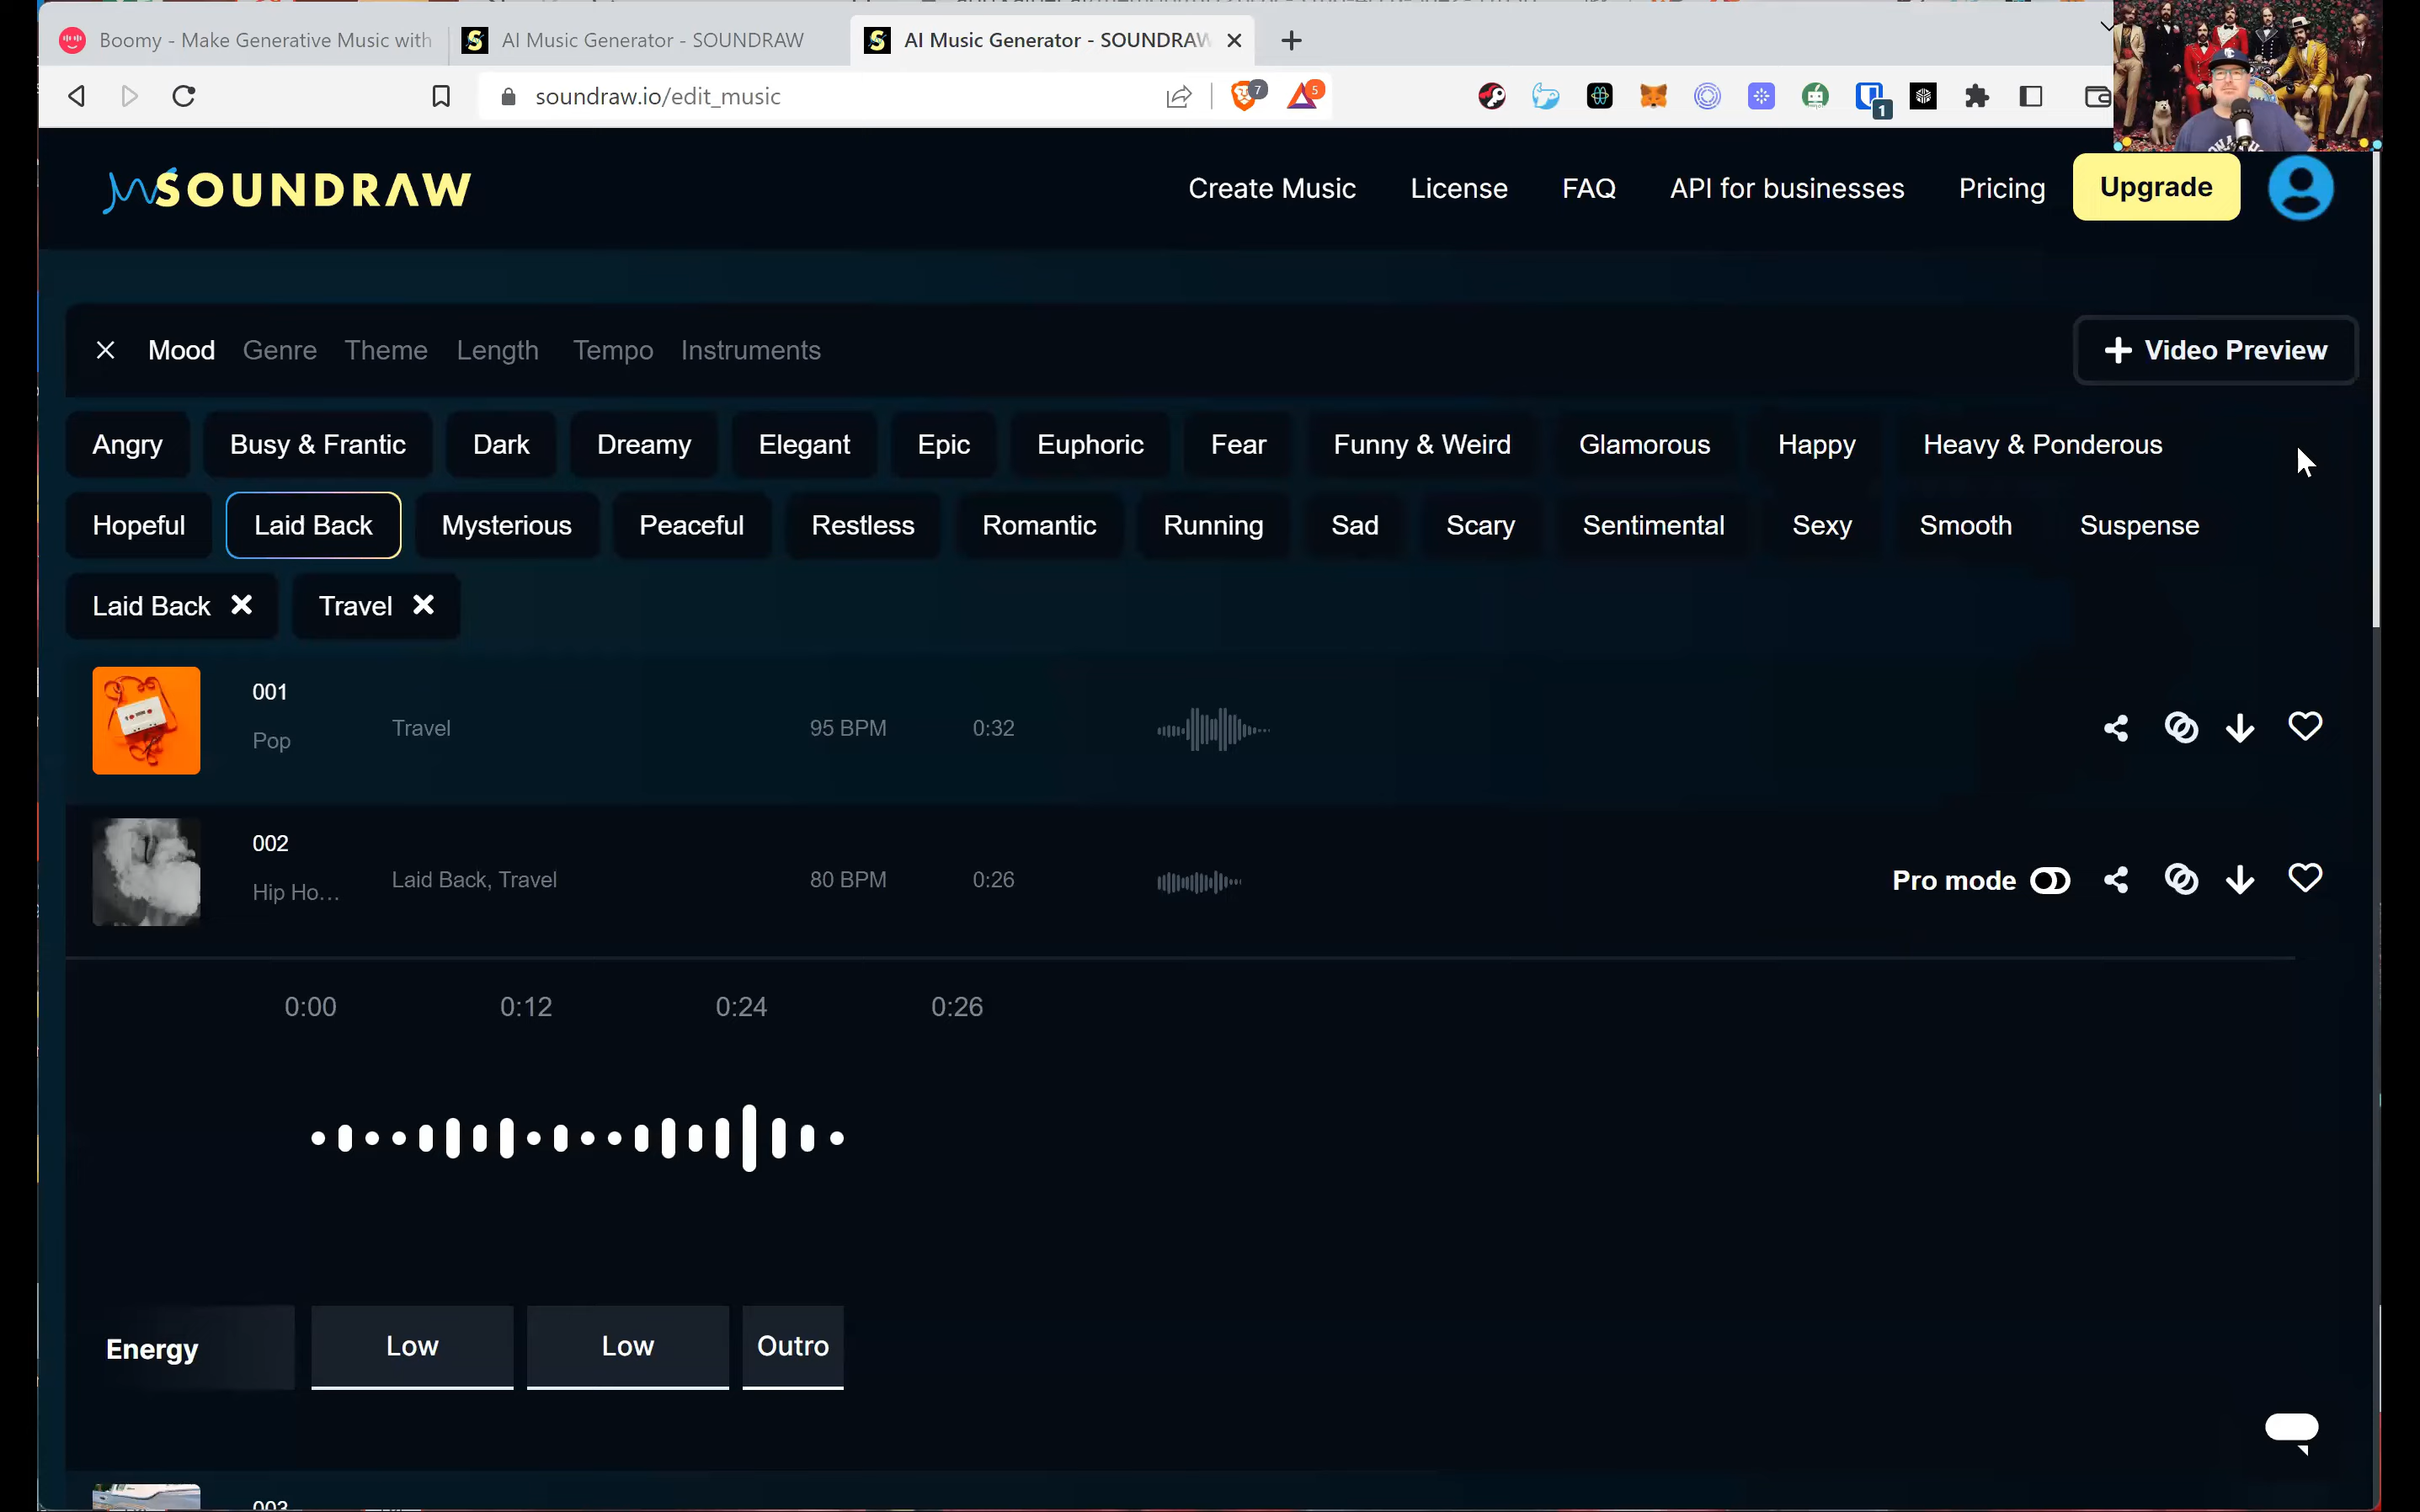 Boomy - Make Generative Music with
AI Music Generator - SOUNDRAW
AI Music Generator - SOUNDRAW
soundraw.io/edit_music
7
5
1
SOUNDRAW
Create Music
License
FAQ
API for businesses
Pricing
Upgrade
Mood
Genre
Theme
Length
Tempo
Instruments
Video Preview
Angry
Busy & Frantic
Dark
Dreamy
Elegant
Epic
Euphoric
Fear
Funny & Weird
Glamorous
Happy
Heavy & Ponderous
Hopeful
Laid Back
Mysterious
Peaceful
Restless
Romantic
Running
Sad
Scary
Sentimental
Sexy
Smooth
Suspense
Laid Back
Travel
001
Pop
Travel
95 BPM
0:32
002
Hip Ho...
Laid Back, Travel
80 BPM
0:26
Pro mode
0:00
0:12
0:24
0:26
Energy
Low
Low
Outro
003